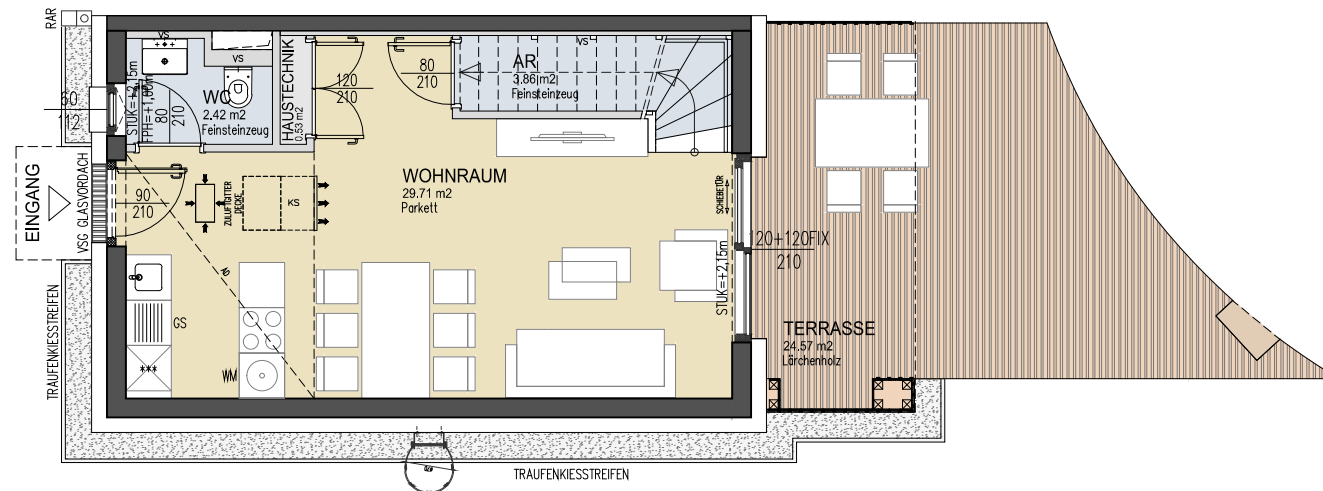 RAR
VS
VS
VS
STUK=+2,15m
FPH=+1,00m
WC
2.42 m2
Feinsteinzeug
80
210
60
112
HAUSTECHNIK
0.53 m2
120
210
80
210
AR
3.86 m2
Feinsteinzeug
EINGANG
VSG GLASVORDACH
90
210
ZULUFTGITTER
DECKE
KS
WOHNRAUM
29.71 m2
Parkett
SCHIEBETÜR
120+120FIX
210
STUK=+2,15m
AD
GS
***
WM
TERRASSE
24.57 m2
Lärchenholz
TRAUFENKIESSTREIFEN
TRAUFENKIESSTREIFEN